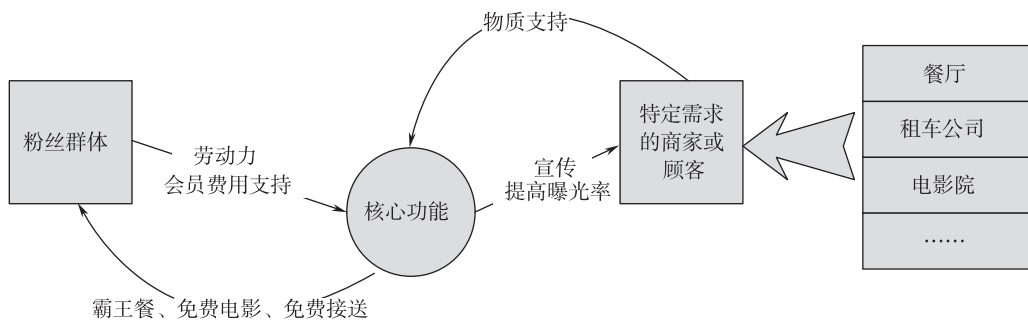 物质支持
粉丝群体
劳动力
会员费用支持
核心功能
霸王餐、免费电影、免费接送
宣传
提高曝光率
特定需求
的商家或
顾客
餐厅
租车公司
电影院
……